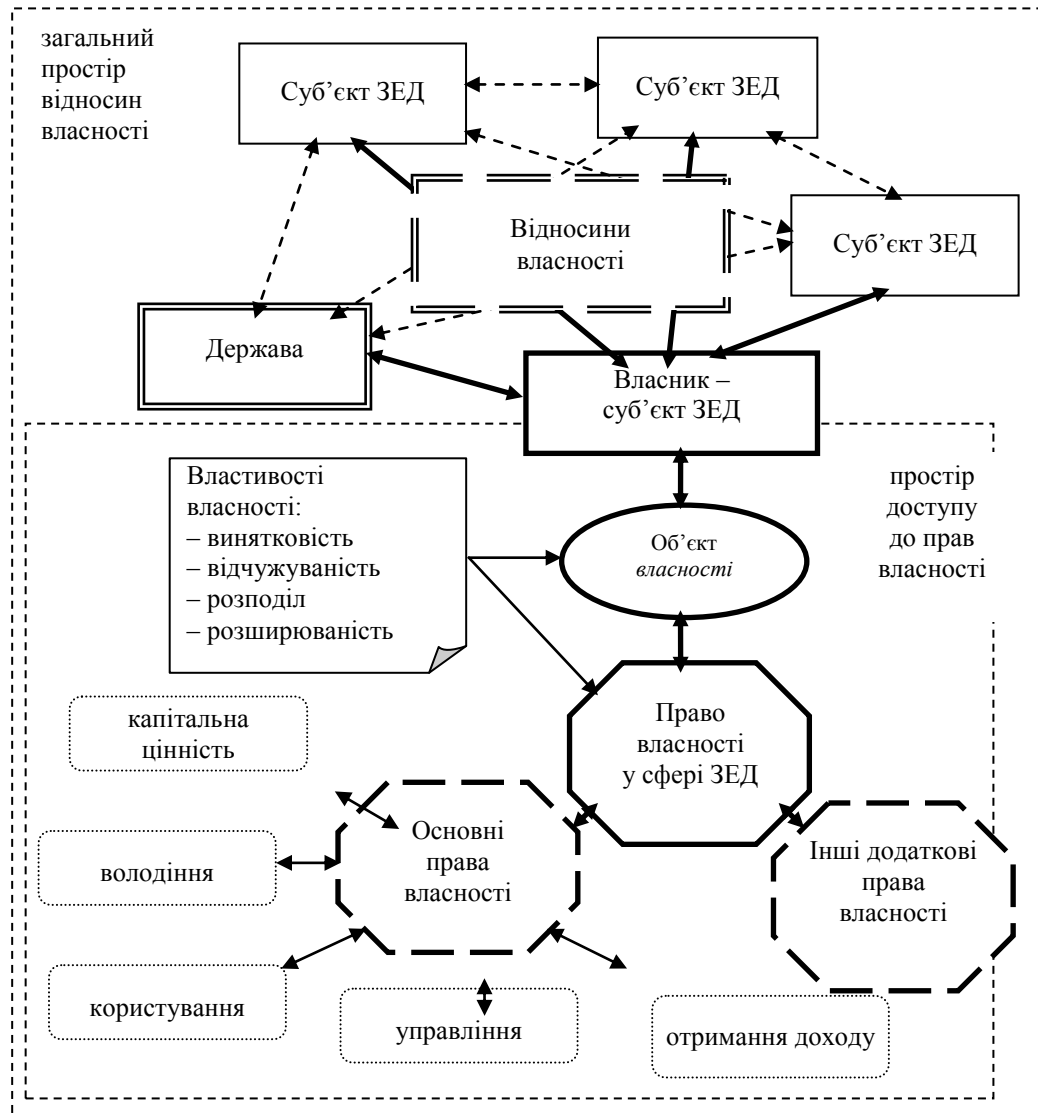 загальний
простір
відносин
власності
Суб’єкт ЗЕД
Суб’єкт ЗЕД
Відносини
власності
Суб’єкт ЗЕД
Держава
Власник –
суб’єкт ЗЕД
Властивості
власності:
– винятковість
– відчужуваність
– розподіл
– розширюваність
простір
доступу
до прав
власності
Об’єкт
власності
капітальна
цінність
Право
власності
у сфері ЗЕД
Основні
права
власності
Інші додаткові
права
власності
володіння
користування
управління
отримання доходу